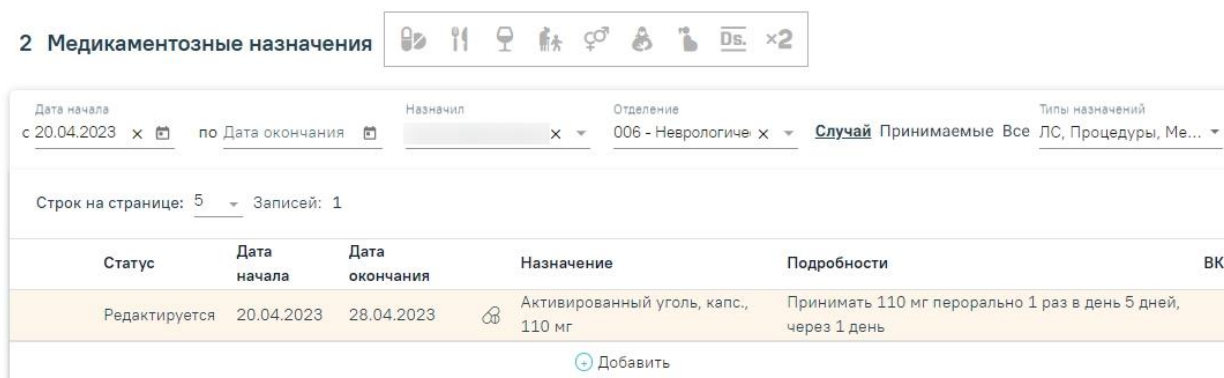 2 Медикаментозные назначения Ds. ×2
Дата начала Назначил Отделение Типы назначений
с 20.04.2023 × по Дата окончания × 006 - Неврологиче × Случай Принимаемые Все ЛС, Процедуры, Ме...
Строк на странице: 5 Записей: 1
Статус Дата начала Дата окончания Назначение Подробности ВК
Редактируется 20.04.2023 28.04.2023 Активированный уголь, капс., 110 мг Принимать 110 мг перорально 1 раз в день 5 дней, через 1 день
Добавить